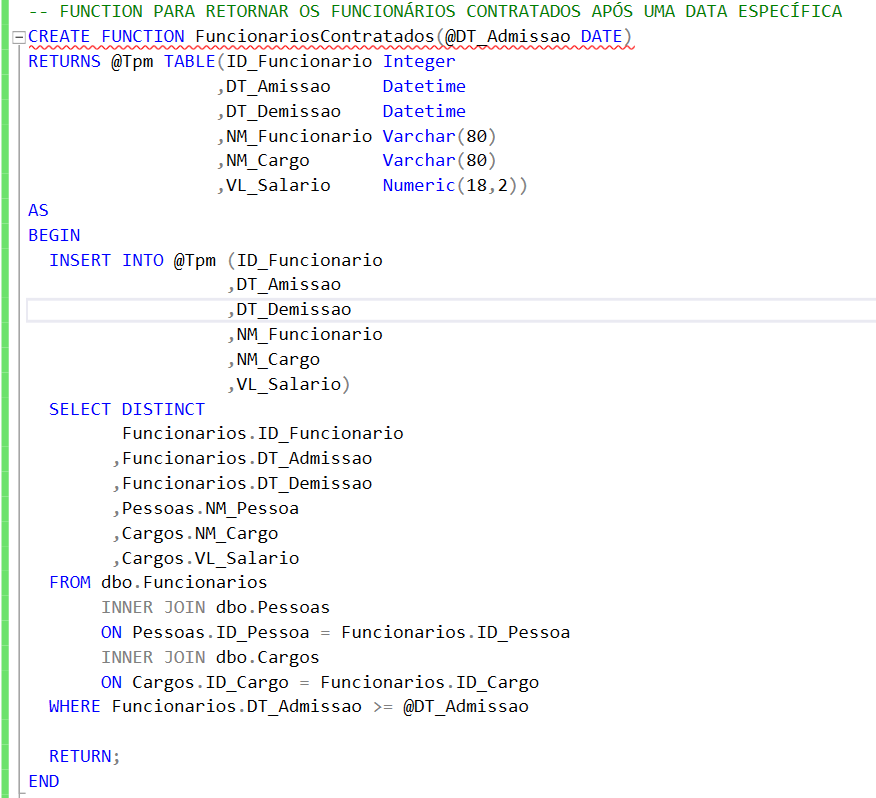 -- FUNCTION PARA RETORNAR OS FUNCIONÁRIOS CONTRATADOS APÓS UMA DATA ESPECÍFICA
CREATE FUNCTION FuncionariosContratados(@DT_Admissao DATE)
RETURNS @Tpm TABLE(ID_Funcionario Integer
,DT_Amissao Datetime
,DT_Demissao Datetime
,NM_Funcionario Varchar(80)
,NM_Cargo Varchar(80)
,VL_Salario Numeric(18,2))
AS
BEGIN
INSERT INTO @Tpm (ID_Funcionario
,DT_Amissao
,DT_Demissao
,NM_Funcionario
,NM_Cargo
,VL_Salario)
SELECT DISTINCT
Funcionarios.ID_Funcionario
,Funcionarios.DT_Admissao
,Funcionarios.DT_Demissao
,Pessoas.NM_Pessoa
,Cargos.NM_Cargo
,Cargos.VL_Salario
FROM dbo.Funcionarios
INNER JOIN dbo.Pessoas
ON Pessoas.ID_Pessoa = Funcionarios.ID_Pessoa
INNER JOIN dbo.Cargos
ON Cargos.ID_Cargo = Funcionarios.ID_Cargo
WHERE Funcionarios.DT_Admissao >= @DT_Admissao
RETURN;
END